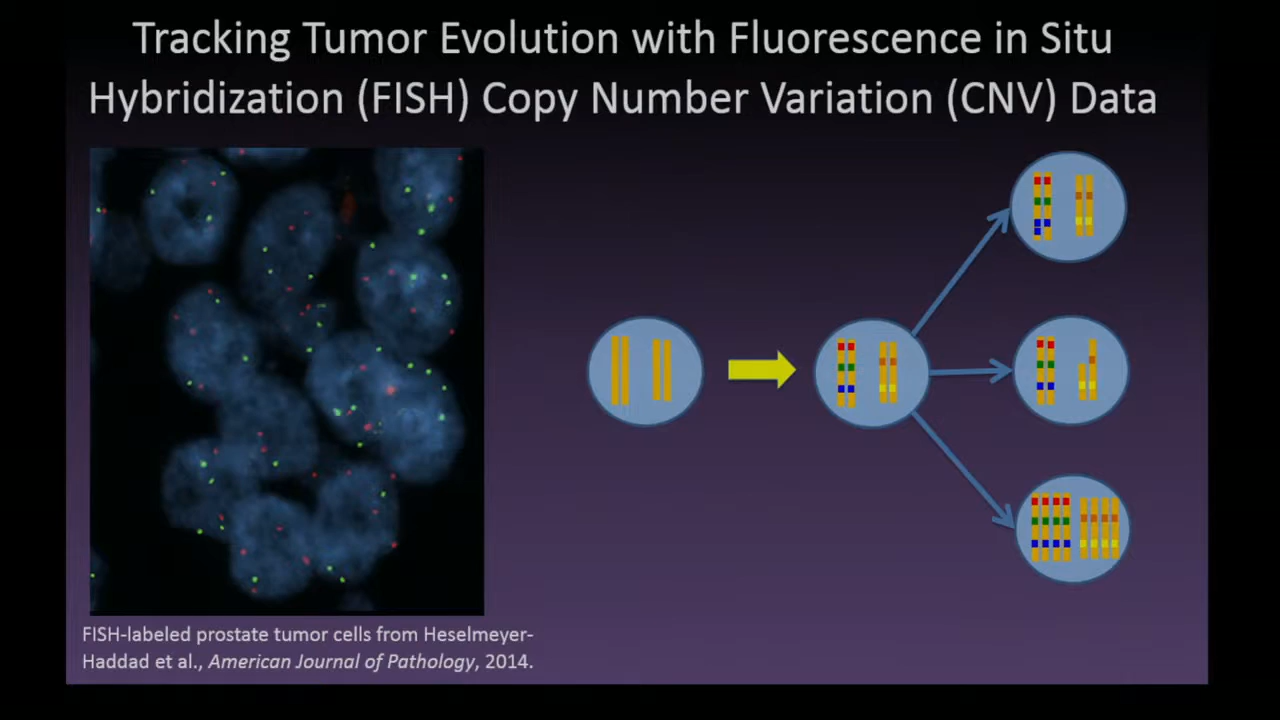 Tracking Tumor Evolution with Fluorescence in Situ
Hybridization (FISH) Copy Number Variation (CNV) Data
FISH-labeled prostate tumor cells from Heselmeyer-
Haddad et al., American Journal of Pathology, 2014.